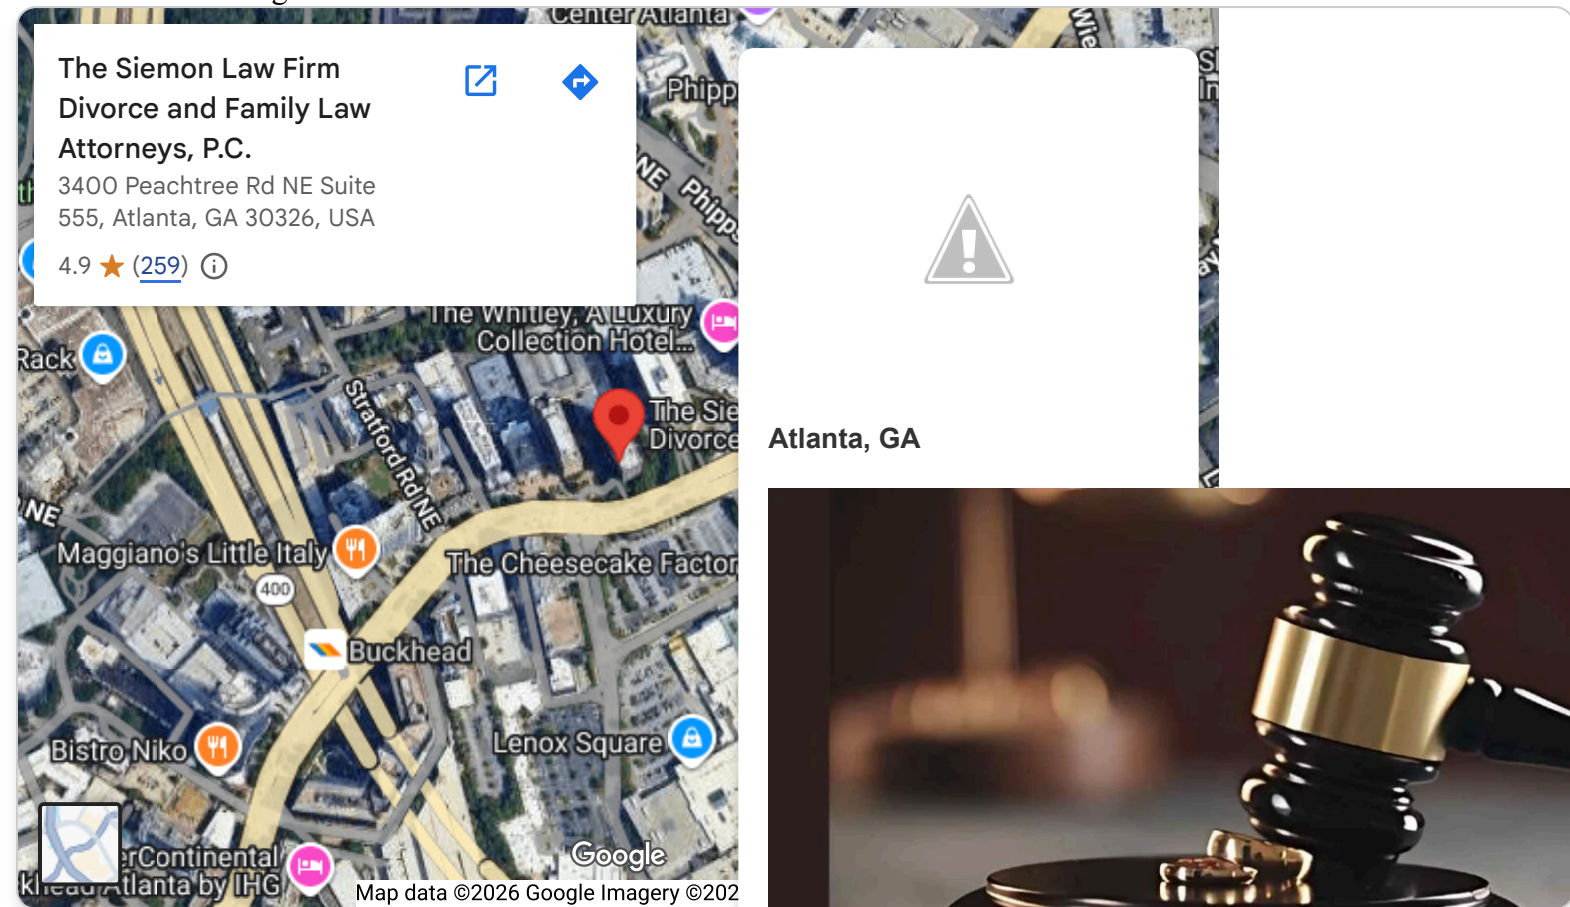 Center Atlanta
The Siemon Law Firm
Divorce and Family Law
Attorneys, P.C.
3400 Peachtree Rd NE Suite
555, Atlanta, GA 30326, USA
4.9 ★ (259)
Phipp
NE
Phipps
Wie
The Whitley, A Luxury
Collection Hotel...
Rack
Stratford Rd NE
The Sie
Divorce
Atlanta, GA
NE
Maggiano's Little Italy
The Cheesecake Factor
400
Buckhead
Bistro Niko
Lenox Square
erContinental
Atlanta by IHG
Google
Map data ©2026 Google Imagery ©202